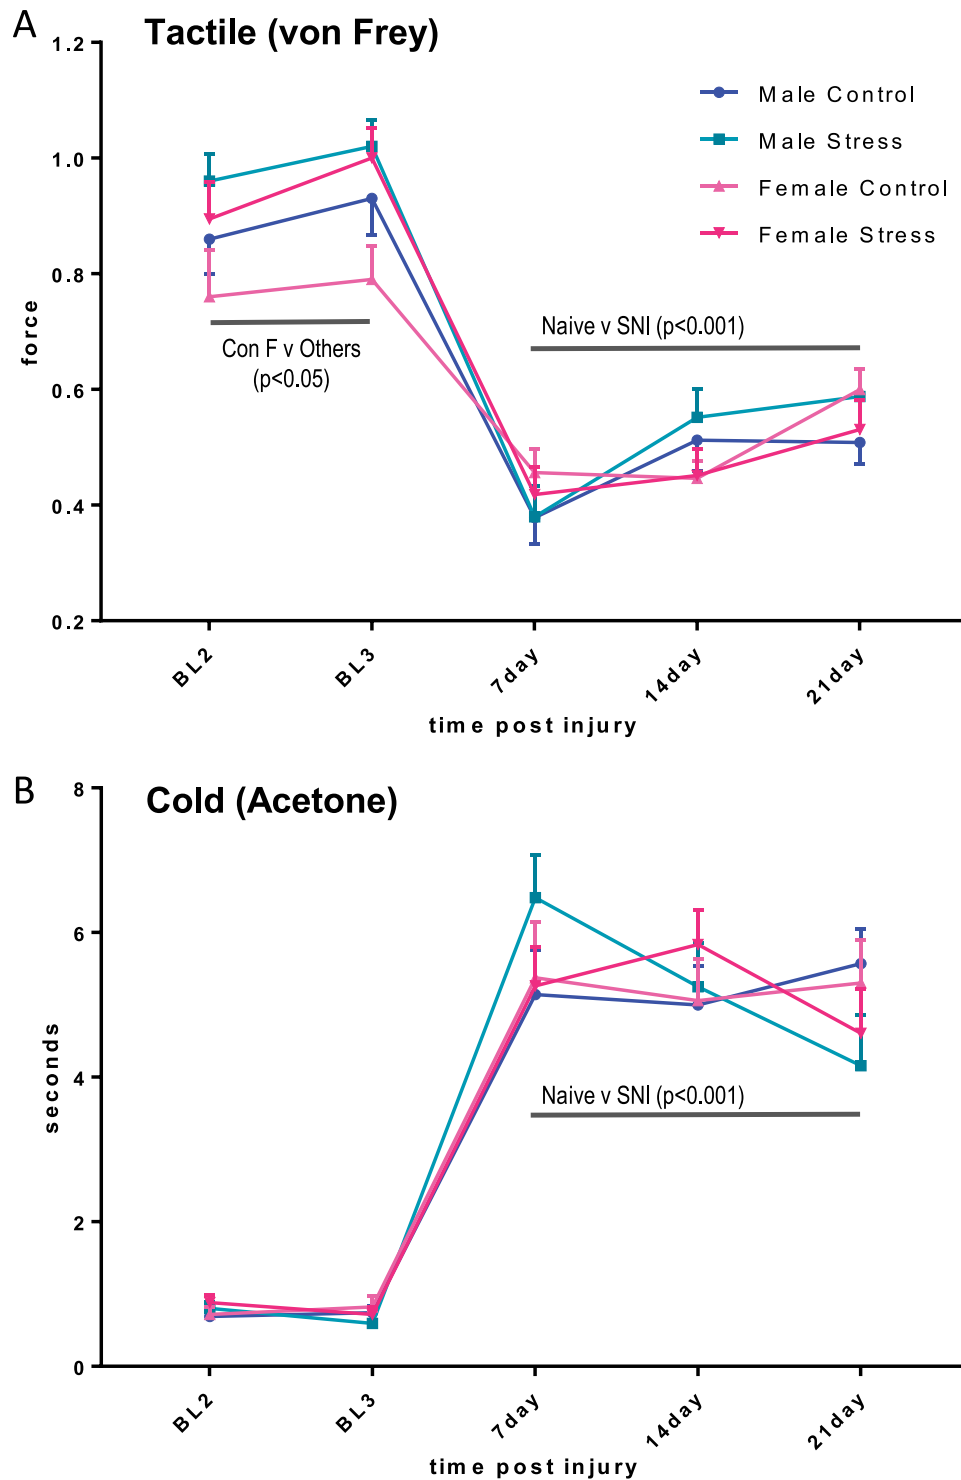 A
Tactile (von Frey)
1.2
1.0
0.8
0.6
0.4
0.2
force
Male Control
Male Stress
Female Control
Female Stress
Con F v Others
(p<0.05)
Naive v SNI (p<0.001)
BL2
BL3
7day
14day
21day
time post injury
B
Cold (Acetone)
8
6
4
2
0
seconds
Naive v SNI (p<0.001)
BL2
BL3
7day
14day
21day
time post injury